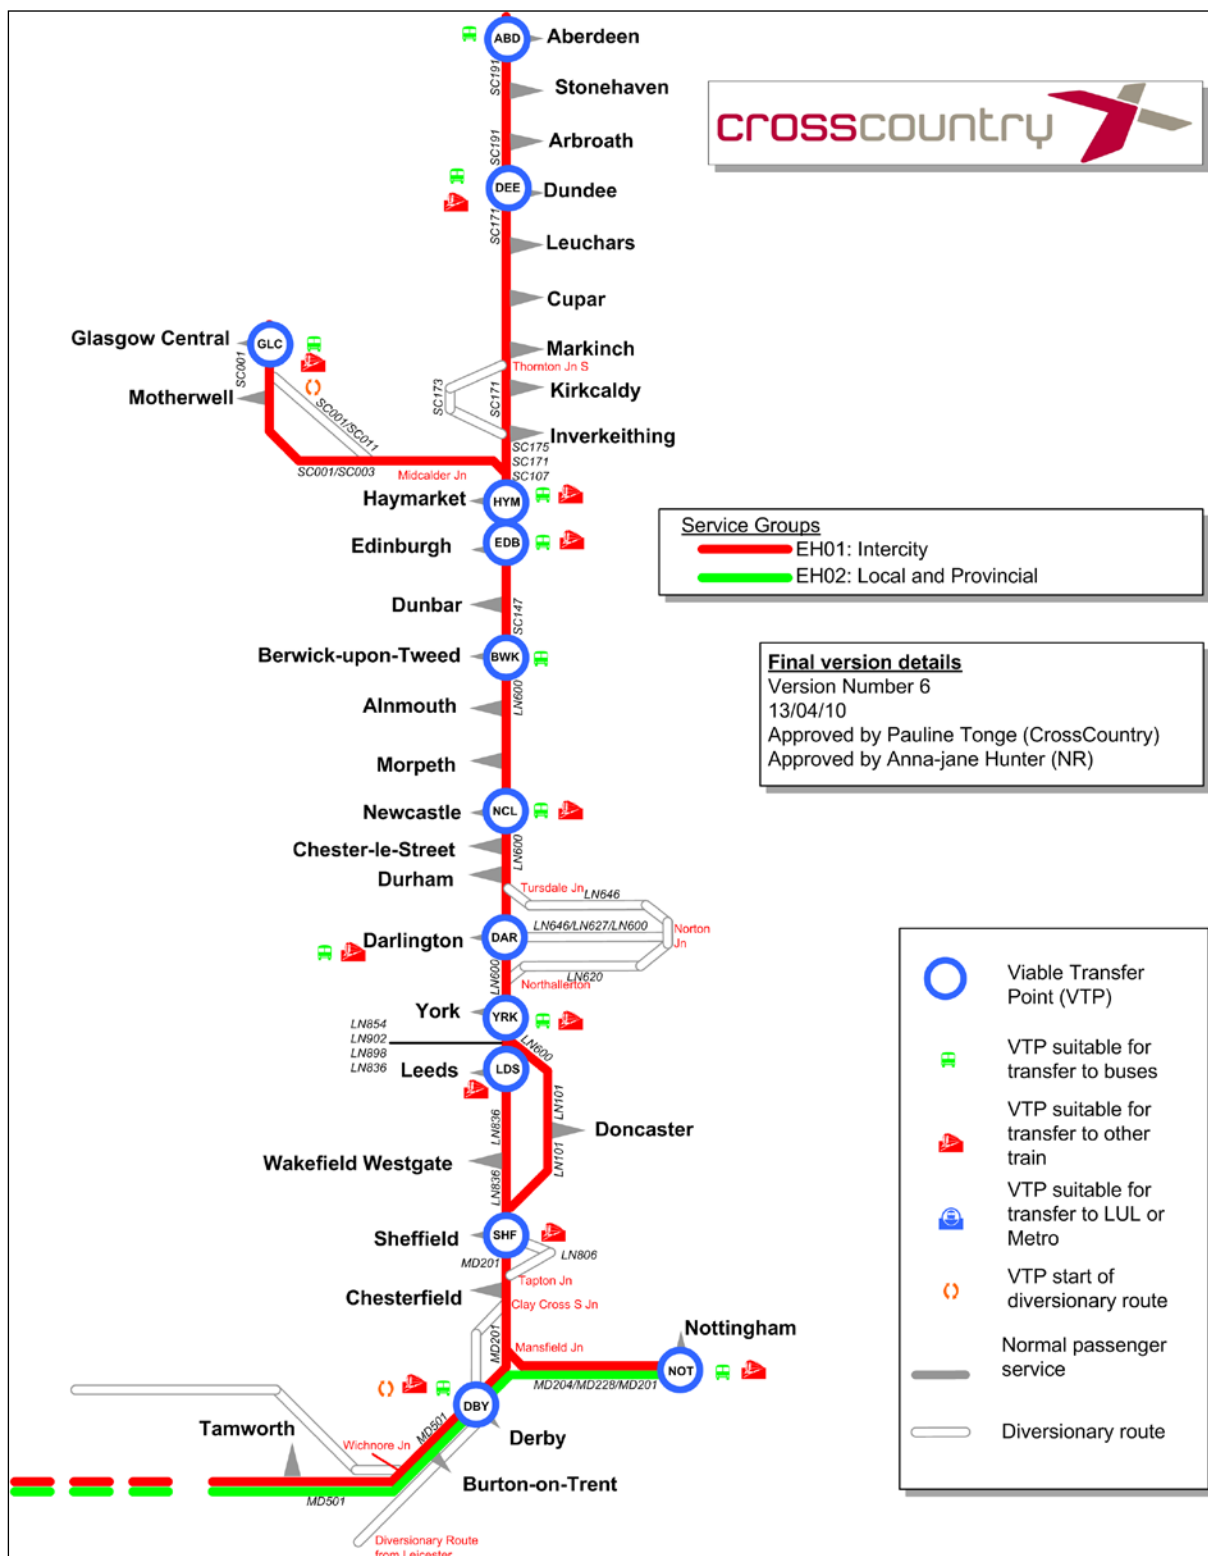 ABD
Aberdeen
SC191
Stonehaven
crosscountry
SC191
Arbroath
DEE
Dundee
SC171
Leuchars
Cupar
Glasgow Central
GLC
SC001
Markinch
Thornton Jn S
Motherwell
SC173
SC171
Kirkcaldy
SC001/SC011
Inverkeithing
SC175
SC171
SC107
SC001/SC003
Midcalder Jn
Haymarket
HYM
Edinburgh
EDB
Service Groups
EH01: Intercity
EH02: Local and Provincial
Dunbar
SC147
Berwick-upon-Tweed
BWK
LN600
Final version details
Version Number 6
13/04/10
Approved by Pauline Tonge (CrossCountry)
Approved by Anna-jane Hunter (NR)
Alnmouth
Morpeth
Newcastle
NCL
Chester-le-Street
LN600
Durham
Tursdale Jn
LN646
LN646/LN627/LN600
Norton
Jn
Darlington
DAR
LN600
LN620
Northallerton
York
YRK
LN854
LN902
LN898
LN836
LN600
Leeds
LDS
LN836
LN101
Doncaster
LN101
Wakefield Westgate
LN836
Sheffield
SHF
MD201
LN806
Tapton Jn
Chesterfield
Clay Cross S Jn
MD201
Mansfield Jn
Nottingham
NOT
MD204/MD228/MD201
DBY
Derby
MD501
Tamworth
Wichnore Jn
Burton-on-Trent
MD501
Diversionary Route
from Leicester
Viable Transfer
Point (VTP)
VTP suitable for
transfer to buses
VTP suitable for
transfer to other
train
VTP suitable for
transfer to LUL or
Metro
VTP start of
diversionary route
Normal passenger
service
Diversionary route